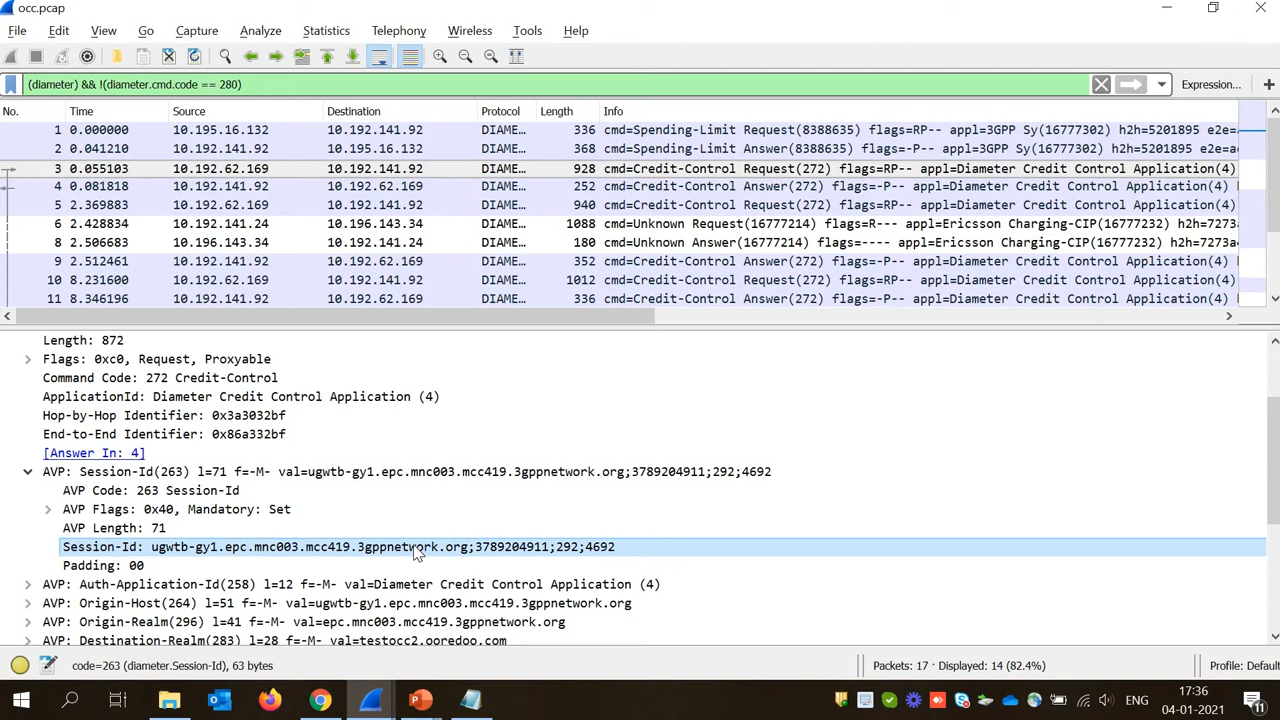 occ.pcap
File Edit View Go Capture Analyze Statistics Telephony Wireless Tools Help
(diameter) && !(diameter.cmd.code == 280) Expression… +
No. Time Source Destination Protocol Length Info
1 0.000000 10.195.16.132 10.192.141.92 DIAME… 336 cmd=Spending-Limit Request(8388635) flags=RP-- appl=3GPP Sy(16777302) h2h=5201895 e2e=a
2 0.041210 10.192.141.92 10.195.16.132 DIAME… 368 cmd=Spending-Limit Answer(8388635) flags=-P-- appl=3GPP Sy(16777302) h2h=5201895 e2e=a
3 0.055103 10.192.62.169 10.192.141.92 DIAME… 928 cmd=Credit-Control Request(272) flags=RP-- appl=Diameter Credit Control Application(4)
4 0.081818 10.192.141.92 10.192.62.169 DIAME… 252 cmd=Credit-Control Answer(272) flags=-P-- appl=Diameter Credit Control Application(4)
5 2.369883 10.192.62.169 10.192.141.92 DIAME… 940 cmd=Credit-Control Request(272) flags=RP-- appl=Diameter Credit Control Application(4)
6 2.428834 10.192.141.24 10.196.143.34 DIAME… 1088 cmd=Unknown Request(16777214) flags=R--- appl=Ericsson Charging-CIP(16777232) h2h=7273a
8 2.506683 10.196.143.34 10.192.141.24 DIAME… 180 cmd=Unknown Answer(16777214) flags=---- appl=Ericsson Charging-CIP(16777232) h2h=7273a
9 2.512461 10.192.141.92 10.192.62.169 DIAME… 352 cmd=Credit-Control Answer(272) flags=-P-- appl=Diameter Credit Control Application(4)
10 8.231600 10.192.62.169 10.192.141.92 DIAME… 1012 cmd=Credit-Control Request(272) flags=RP-- appl=Diameter Credit Control Application(4)
11 8.346196 10.192.141.92 10.192.62.169 DIAME… 336 cmd=Credit-Control Answer(272) flags=-P-- appl=Diameter Credit Control Application(4)
Length: 872
Flags: 0xc0, Request, Proxyable
Command Code: 272 Credit-Control
ApplicationId: Diameter Credit Control Application (4)
Hop-by-Hop Identifier: 0x3a3032bf
End-to-End Identifier: 0x86a332bf
[Answer In: 4]
AVP: Session-Id(263) l=71 f=-M- val=ugwtb-gy1.epc.mnc003.mcc419.3gppnetwork.org;3789204911;292;4692
AVP Code: 263 Session-Id
AVP Flags: 0x40, Mandatory: Set
AVP Length: 71
Session-Id: ugwtb-gy1.epc.mnc003.mcc419.3gppnetwork.org;3789204911;292;4692
Padding: 00
AVP: Auth-Application-Id(258) l=12 f=-M- val=Diameter Credit Control Application (4)
AVP: Origin-Host(264) l=51 f=-M- val=ugwtb-gy1.epc.mnc003.mcc419.3gppnetwork.org
AVP: Origin-Realm(296) l=41 f=-M- val=epc.mnc003.mcc419.3gppnetwork.org
AVP: Destination-Realm(283) l=28 f=-M- val=testocc2.ooredoo.com
code=263 (diameter.Session-Id), 63 bytes Packets: 17 · Displayed: 14 (82.4%) Profile: Default
ENG 17:36
04-01-2021 11